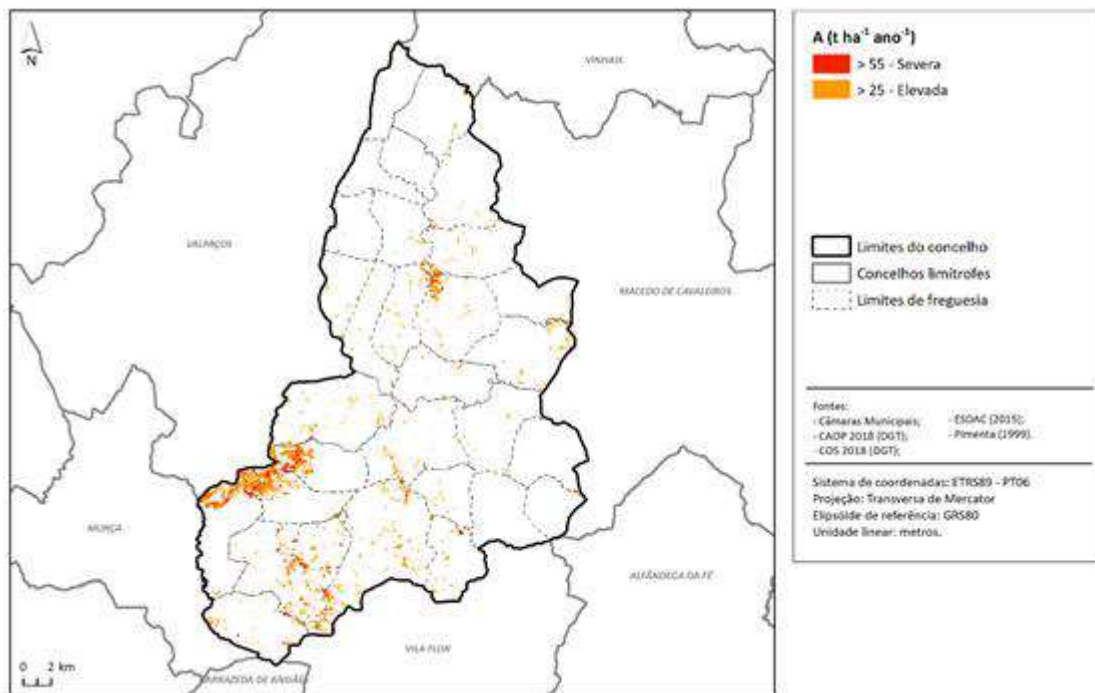 N
VINHAIS
VALPAÇOS
MACEDO DE CAVALEIROS
MURÇA
ALFÂNDEGA DA FÉ
VILA FLOR
CARRAZEDA DE ANSIÃES
0 2 km
A (t ha⁻¹ ano⁻¹)
> 55 - Severa
> 25 - Elevada
Limites do concelho
Concelhos limítrofes
Limites de freguesia
Fontes:
- Câmaras Municipais;
- CAOP 2018 (DGT);
- COS 2018 (DGT);
- ESDAC (2015);
- Pimenta (1999).
Sistema de coordenadas: ETRS89 - PT06
Projeção: Transversa de Mercator
Elipsóide de referência: GRS80
Unidade linear: metros.